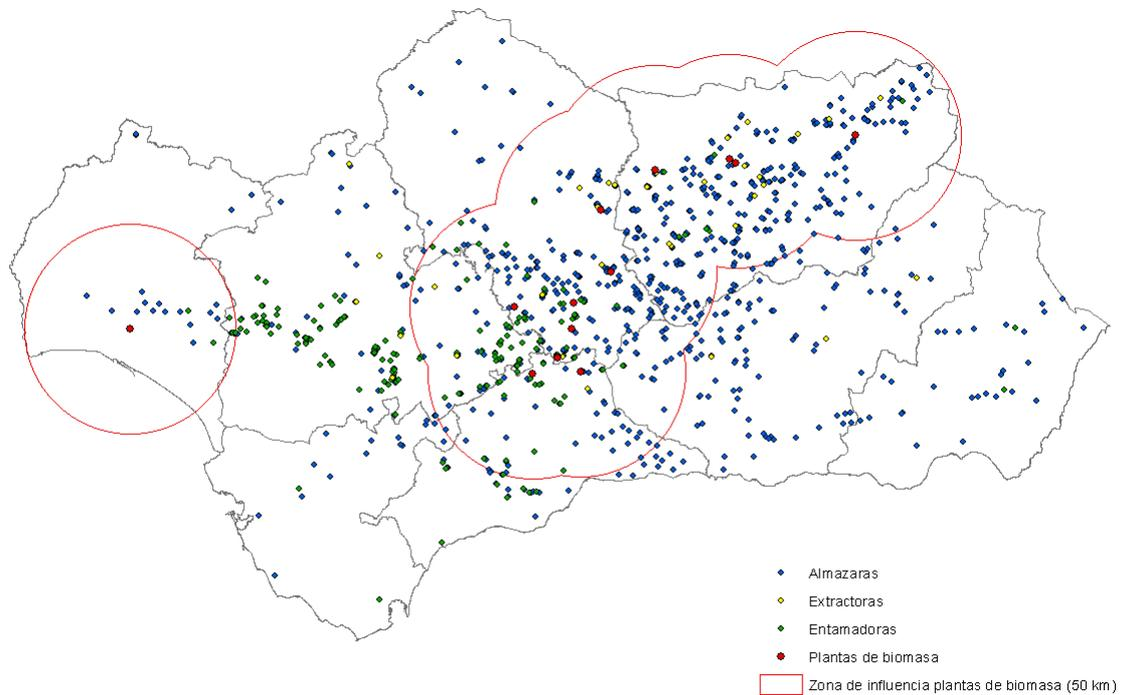 Almazaras
Extractoras
Entamadoras
Plantas de biomasa
Zona de influencia plantas de biomasa (50 km)